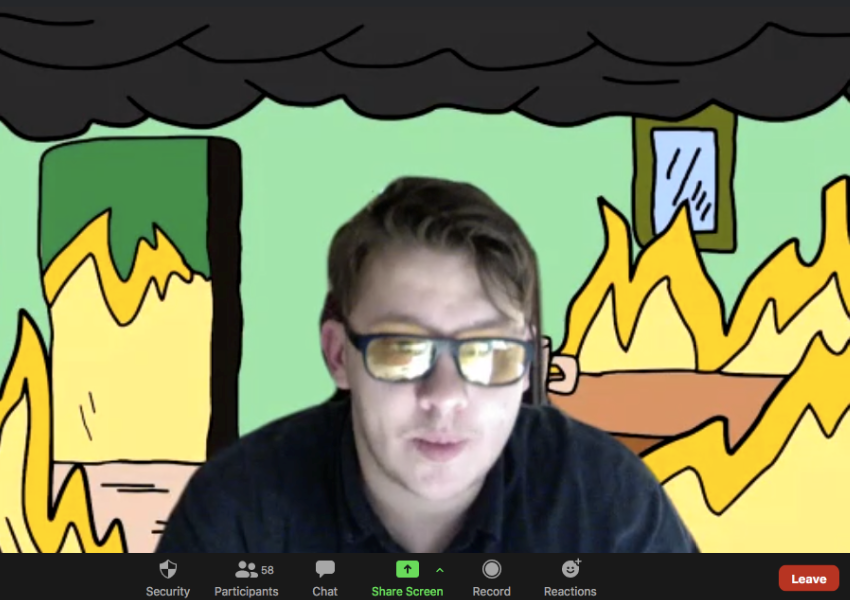 58
Security
Participants
Chat
Share Screen
Record
Reactions
Leave